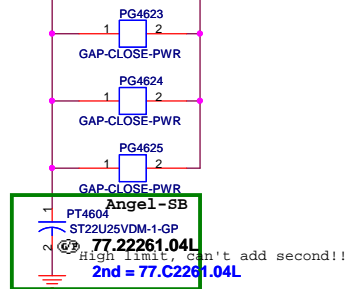 PG4623
1 2
GAP-CLOSE-PWR
PG4624
1 2
GAP-CLOSE-PWR
PG4625
1 2
GAP-CLOSE-PWR
Angel-SB
1
PT4604
ST22U25VDM-1-GP
2
77.22261.04L
High limit, can't add second!!
2nd = 77.C2261.04L